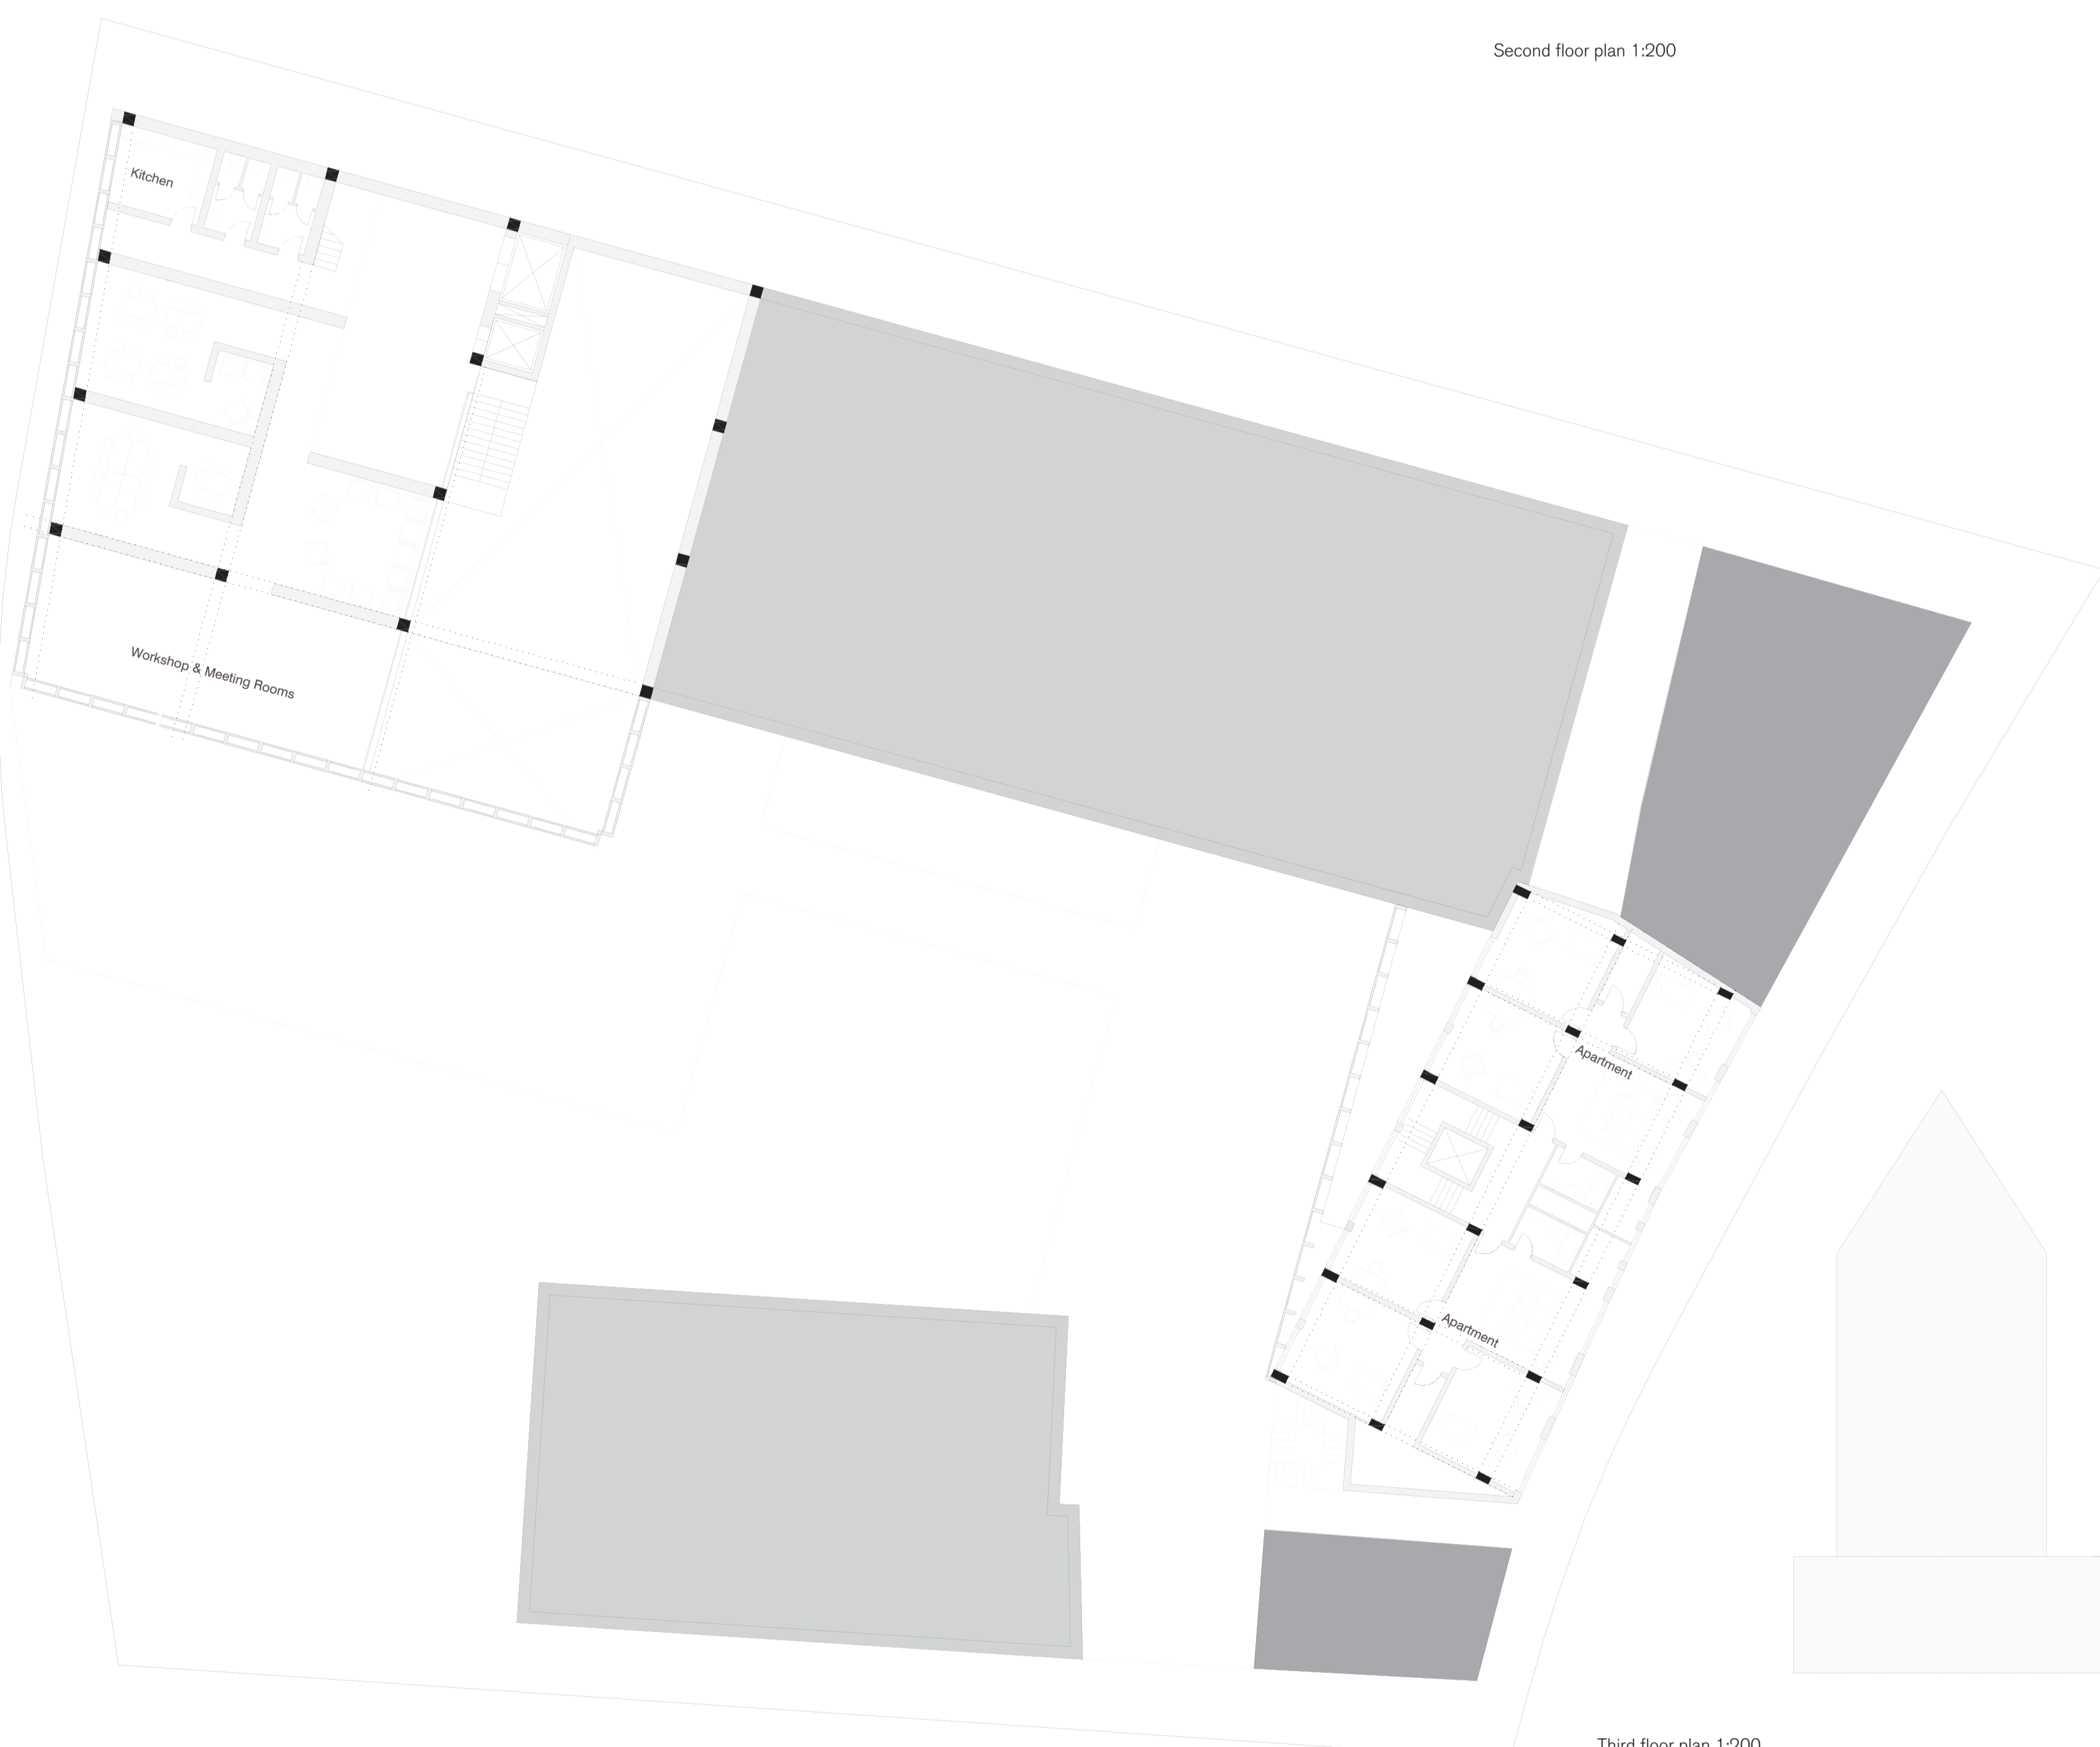 Second floor plan 1:200
Kitchen
Workshop & Meeting Rooms
Apartment
Apartment
Third floor plan 1:200